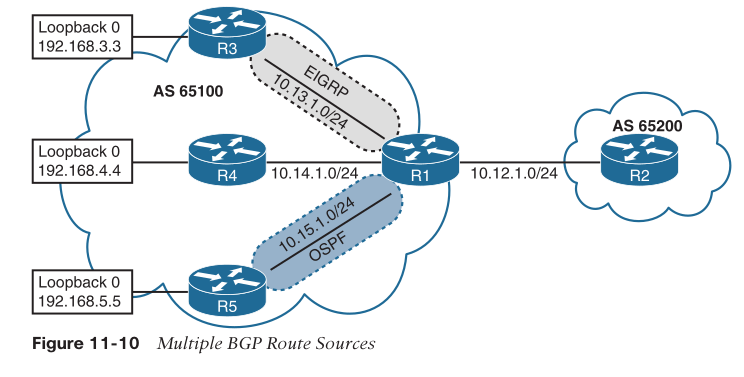 Loopback 0
192.168.3.3
R3
AS 65100
EIGRP
10.13.1.0/24
AS 65200
Loopback 0
192.168.4.4
R4
10.14.1.0/24
R1
10.12.1.0/24
R2
10.15.1.0/24
OSPF
Loopback 0
192.168.5.5
R5
Figure 11-10 Multiple BGP Route Sources